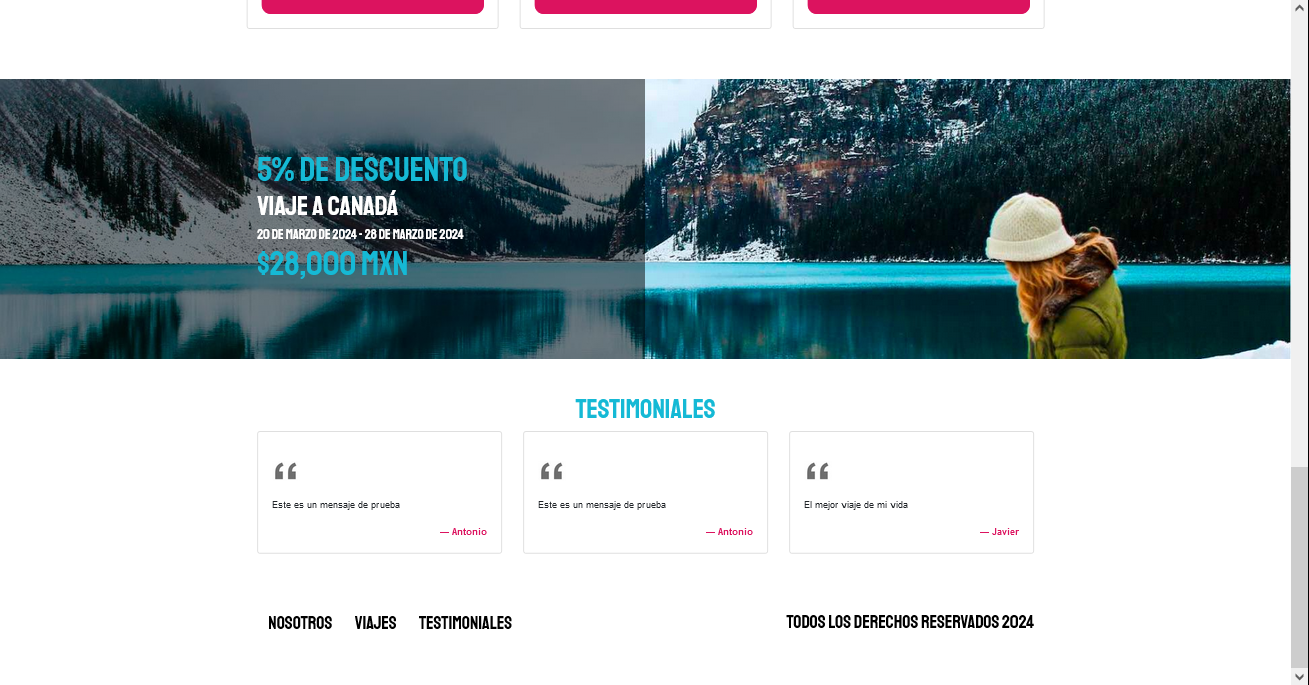 5% DE DESCUENTO
VIAJE A CANADÁ
20 DE MARZO DE 2024 - 28 DE MARZO DE 2024
$28,000 MXN
TESTIMONIALES
“
Este es un mensaje de prueba
— Antonio
“
Este es un mensaje de prueba
— Antonio
“
El mejor viaje de mi vida
— Javier
NOSOTROS VIAJES TESTIMONIALES
TODOS LOS DERECHOS RESERVADOS 2024